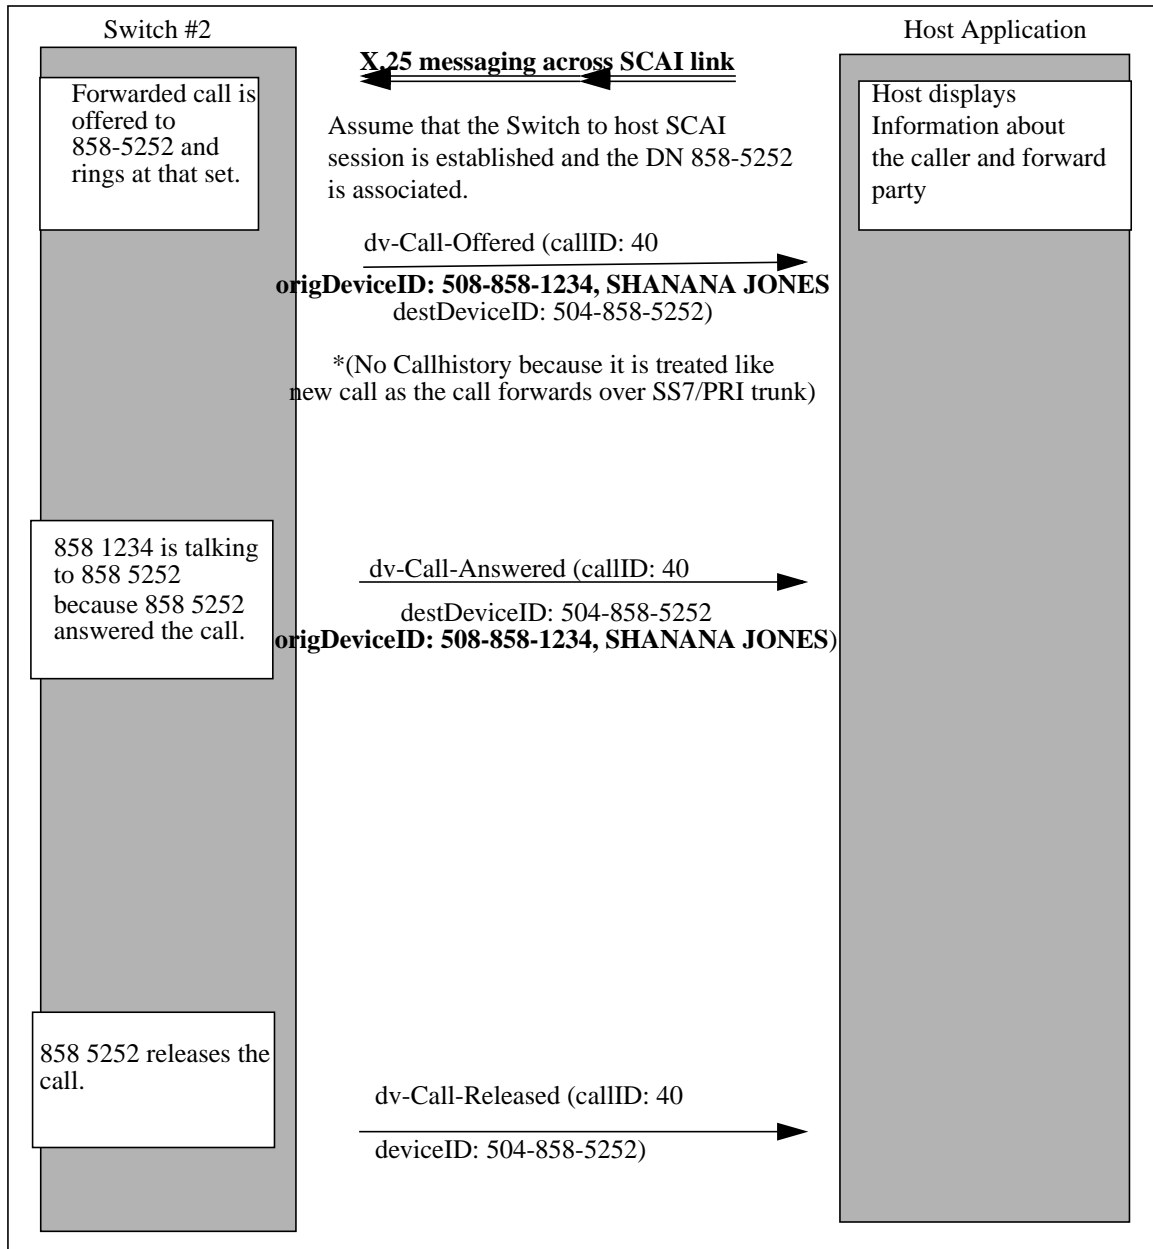 Switch #2
Host Application
X.25 messaging across SCAI link
Forwarded call is
offered to
858-5252 and
rings at that set.
Assume that the Switch to host SCAI
session is established and the DN 858-5252
is associated.
Host displays
Information about
the caller and forward
party
dv-Call-Offered (callID: 40
origDeviceID: 508-858-1234, SHANANA JONES
destDeviceID: 504-858-5252)
*(No Callhistory because it is treated like
new call as the call forwards over SS7/PRI trunk)
858 1234 is talking
to 858 5252
because 858 5252
answered the call.
dv-Call-Answered (callID: 40
destDeviceID: 504-858-5252
origDeviceID: 508-858-1234, SHANANA JONES)
858 5252 releases the
call.
dv-Call-Released (callID: 40
deviceID: 504-858-5252)